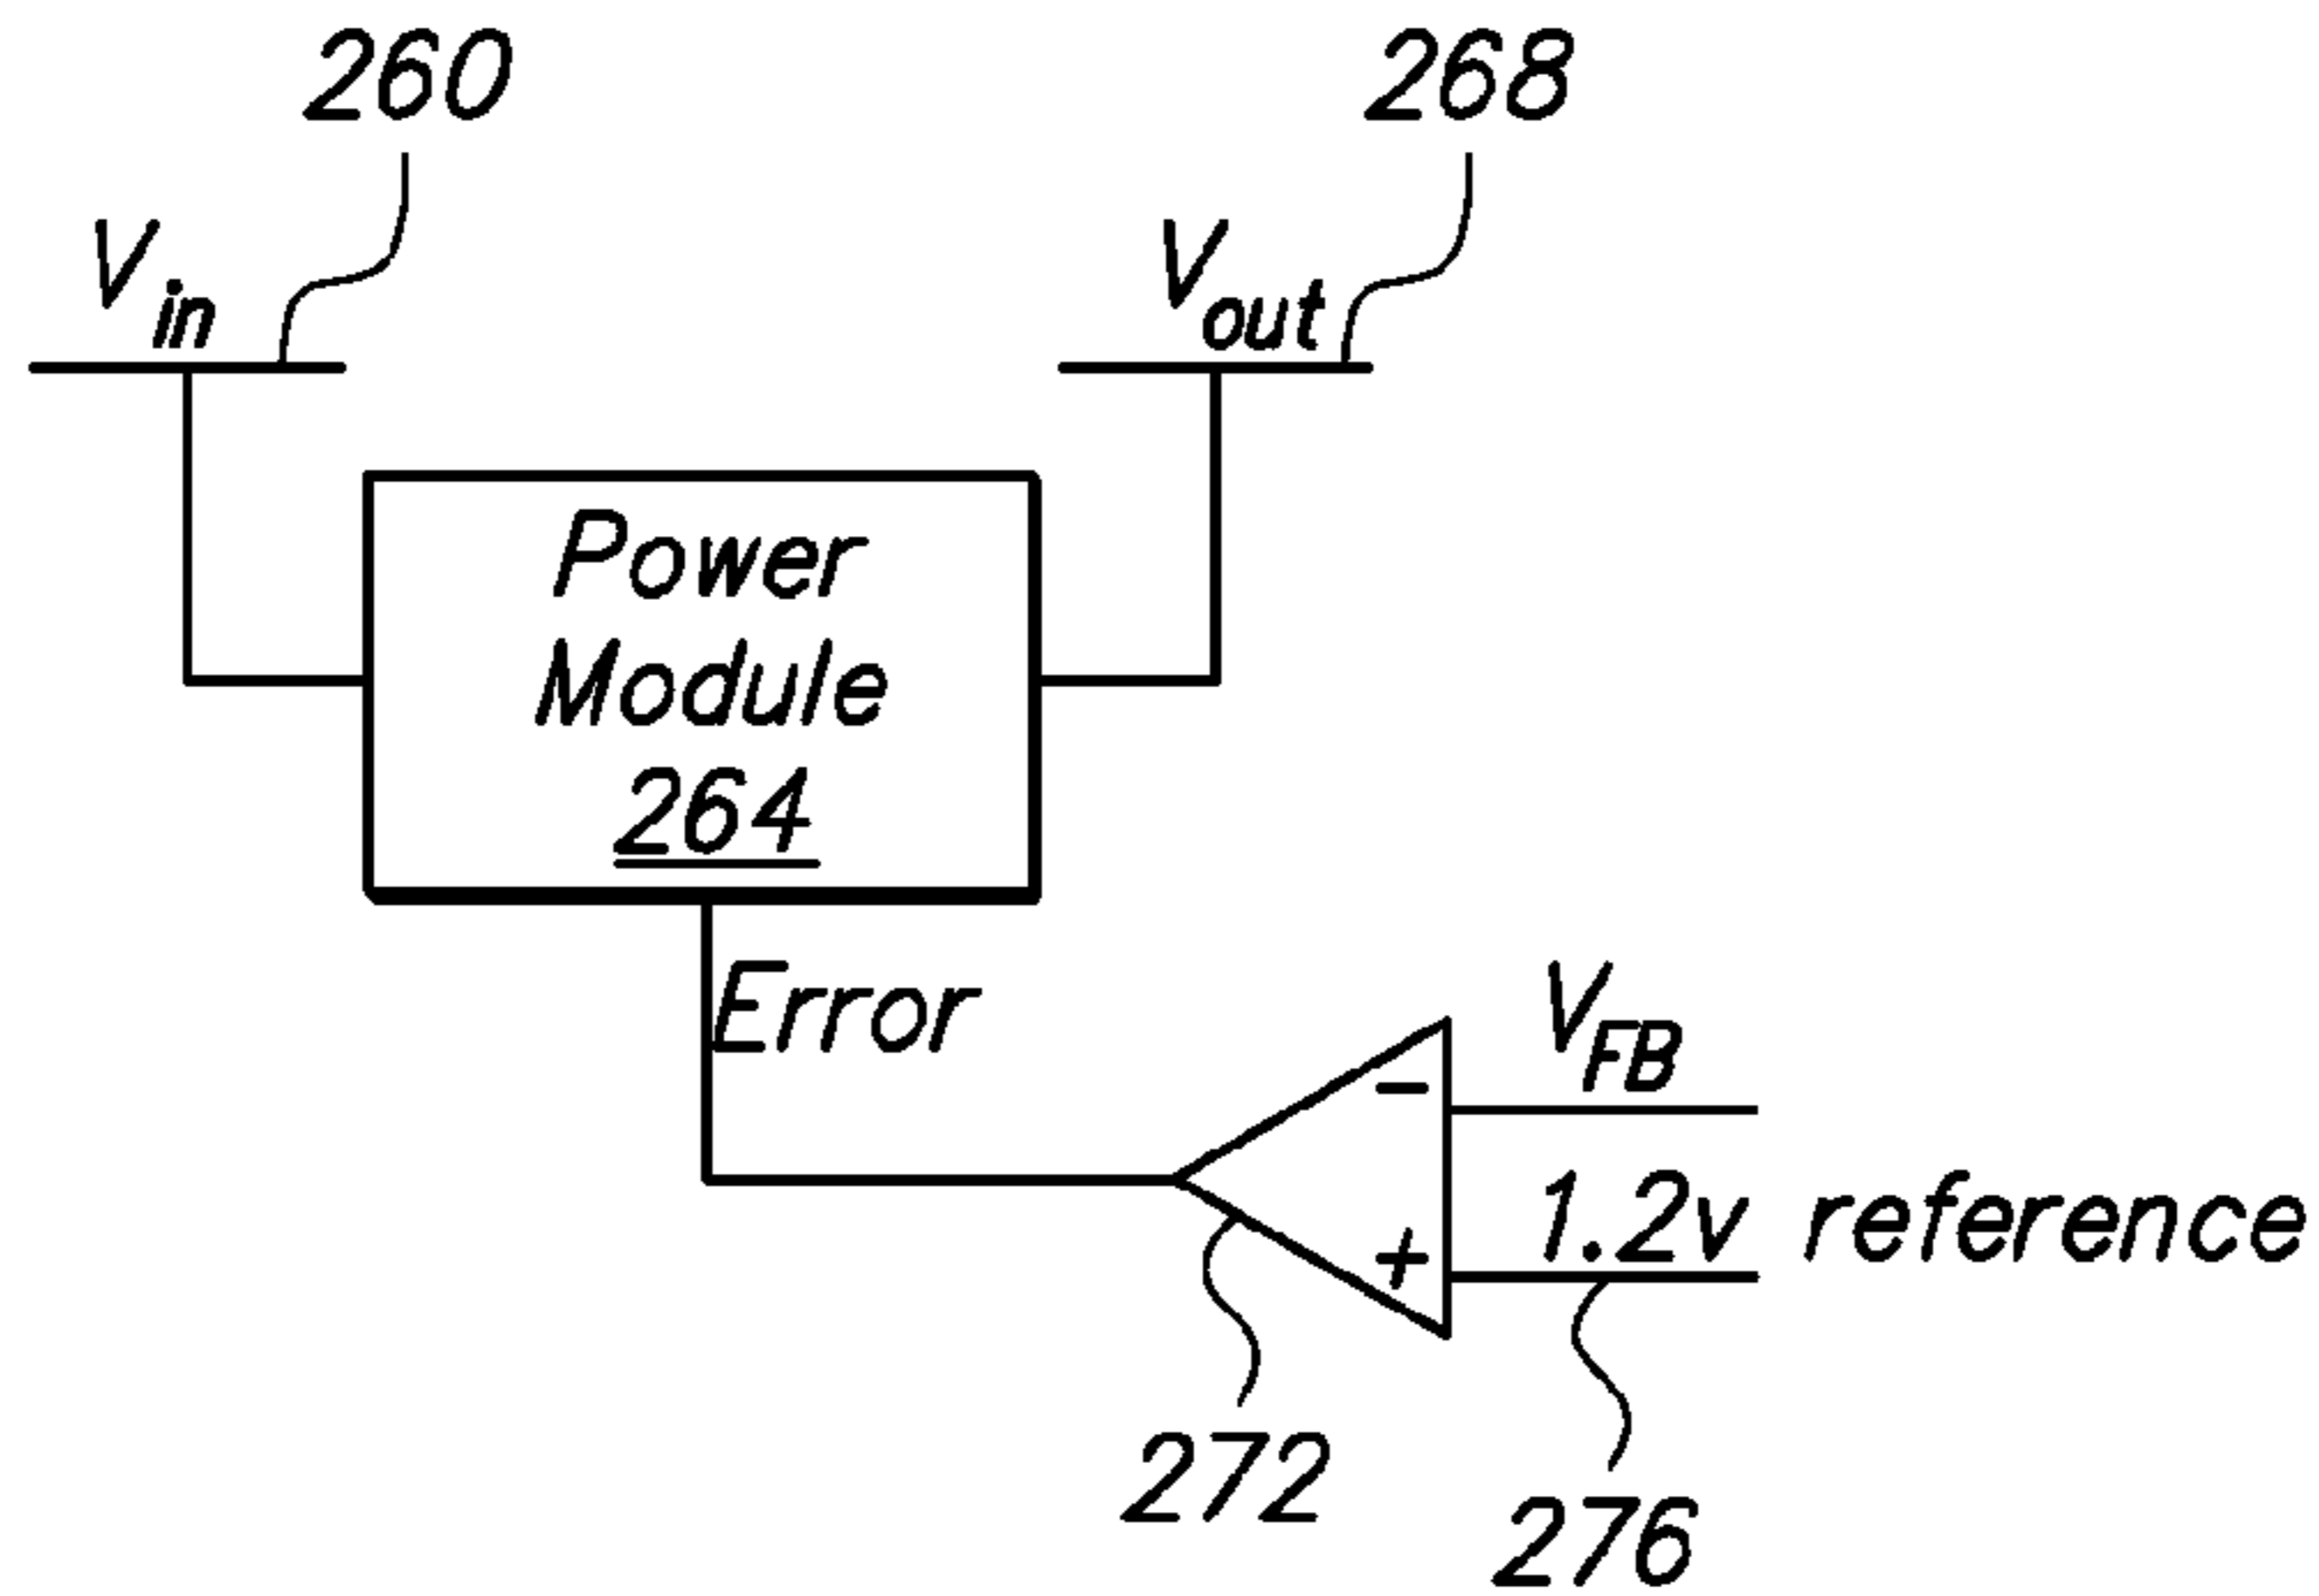 260
268
Vin
Vout
Power
Module
264
Error
VFB
-
1.2v reference
+
272
276